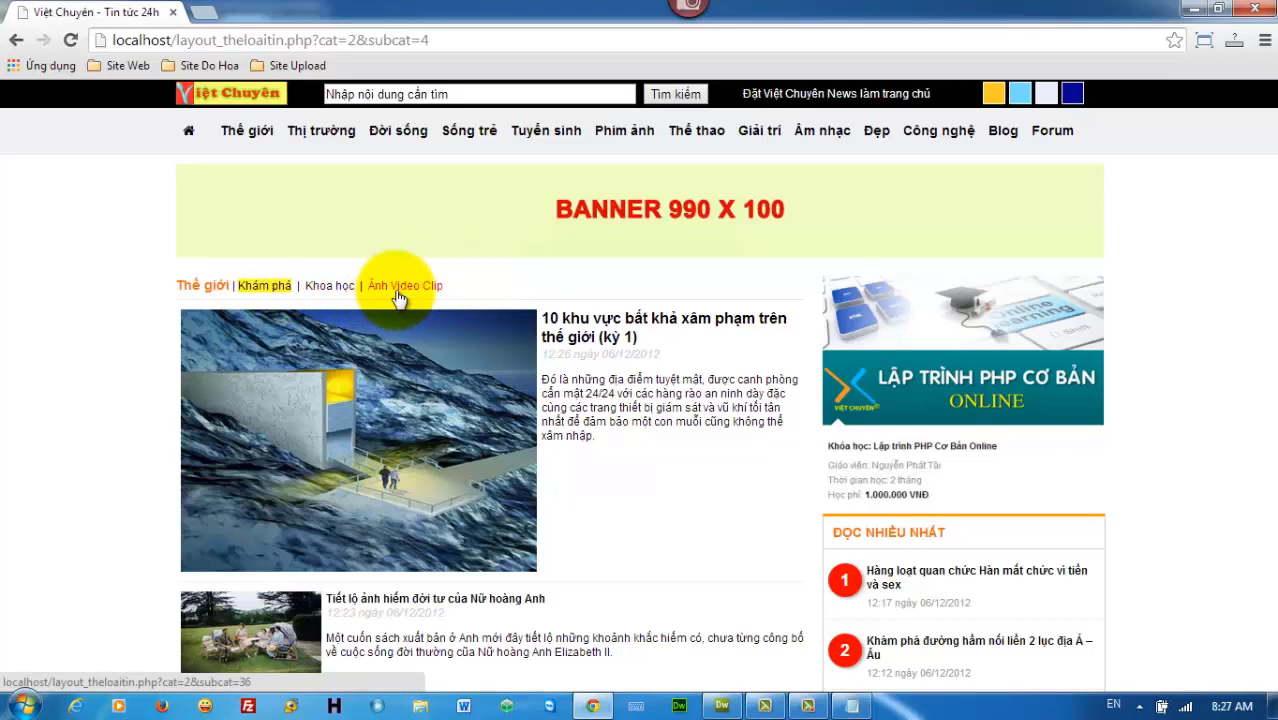 Việt Chuyên - Tin tức 24h
localhost/layout_theloaitin.php?cat=2&subcat=4
Ứng dụng Site Web Site Do Hoa Site Upload
Việt Chuyên Nhập nội dung cần tìm Tìm kiếm Đặt Việt Chuyên News làm trang chủ
Thế giới Thị trường Đời sống Sống trẻ Tuyển sinh Phim ảnh Thể thao Giải trí Âm nhạc Đẹp Công nghệ Blog Forum
BANNER 990 X 100
Thế giới | Khám phá | Khoa học | Ảnh Video Clip
10 khu vực bất khả xâm phạm trên
thế giới (kỳ 1)
12:26 ngày 06/12/2012
Đó là những địa điểm tuyệt mật, được canh phòng
cẩn mật 24/24 với các hàng rào an ninh dày đặc
cùng các trang thiết bị giám sát và vũ khí tối tân
nhất để đảm bảo một con muỗi cũng không thể
xâm nhập.
Tiết lộ ảnh hiếm đời tư của Nữ hoàng Anh
12:23 ngày 06/12/2012
Một cuốn sách xuất bản ở Anh mới đây tiết lộ những khoảnh khắc hiếm có, chưa từng công bố
về cuộc sống đời thường của Nữ hoàng Anh Elizabeth II.
Online
Learning
Shift
HTML
LẬP TRÌNH PHP CƠ BẢN
ONLINE
VIỆT CHUYÊN
Khóa học: Lập trình PHP Cơ Bản Online
Giáo viên: Nguyễn Phát Tài
Thời gian học: 2 tháng
Học phí: 1.000.000 VNĐ
ĐỌC NHIỀU NHẤT
1 Hàng loạt quan chức Hàn mất chức vì tiền
và sex
12:17 ngày 06/12/2012
2 Khám phá đường hầm nối liền 2 lục địa Á –
Âu
12:12 ngày 06/12/2012
localhost/layout_theloaitin.php?cat=2&subcat=36
EN 8:27 AM